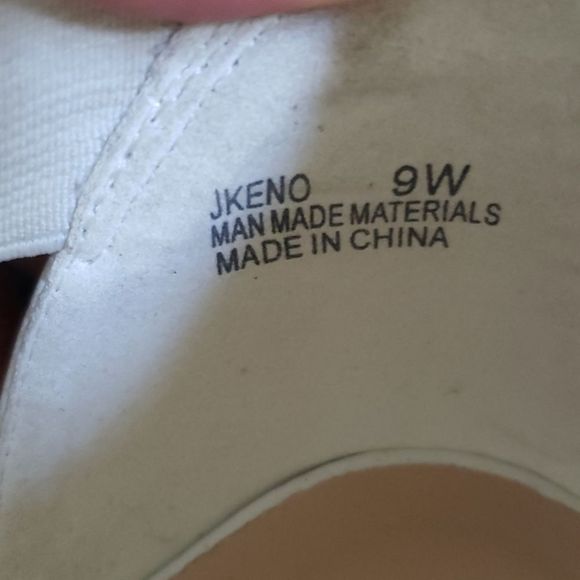 JKENO 9W
MAN MADE MATERIALS
MADE IN CHINA